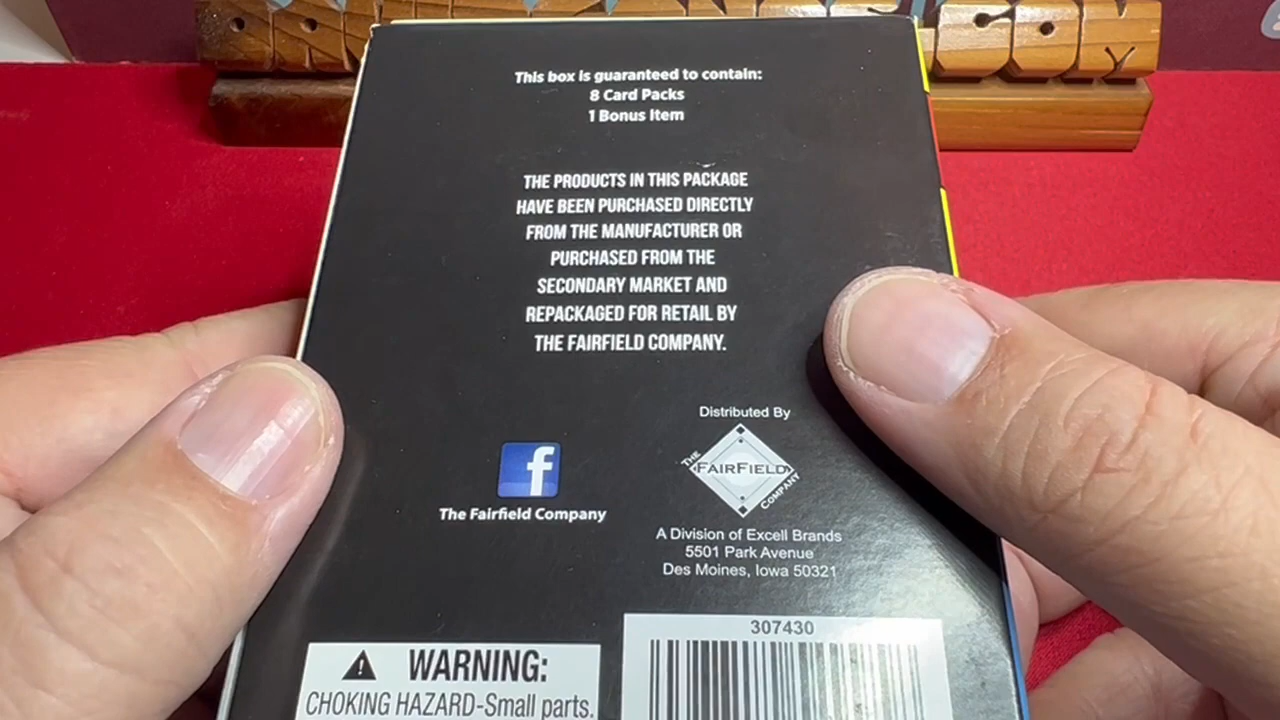 This box is guaranteed to contain:
8 Card Packs
1 Bonus Item
THE PRODUCTS IN THIS PACKAGE
HAVE BEEN PURCHASED DIRECTLY
FROM THE MANUFACTURER OR
PURCHASED FROM THE
SECONDARY MARKET AND
REPACKAGED FOR RETAIL BY
THE FAIRFIELD COMPANY.
Distributed By
THE
FAIRFIELD
COMPANY
f
The Fairfield Company
A Division of Excell Brands
5501 Park Avenue
Des Moines, Iowa 50321
307430
WARNING:
CHOKING HAZARD-Small parts.